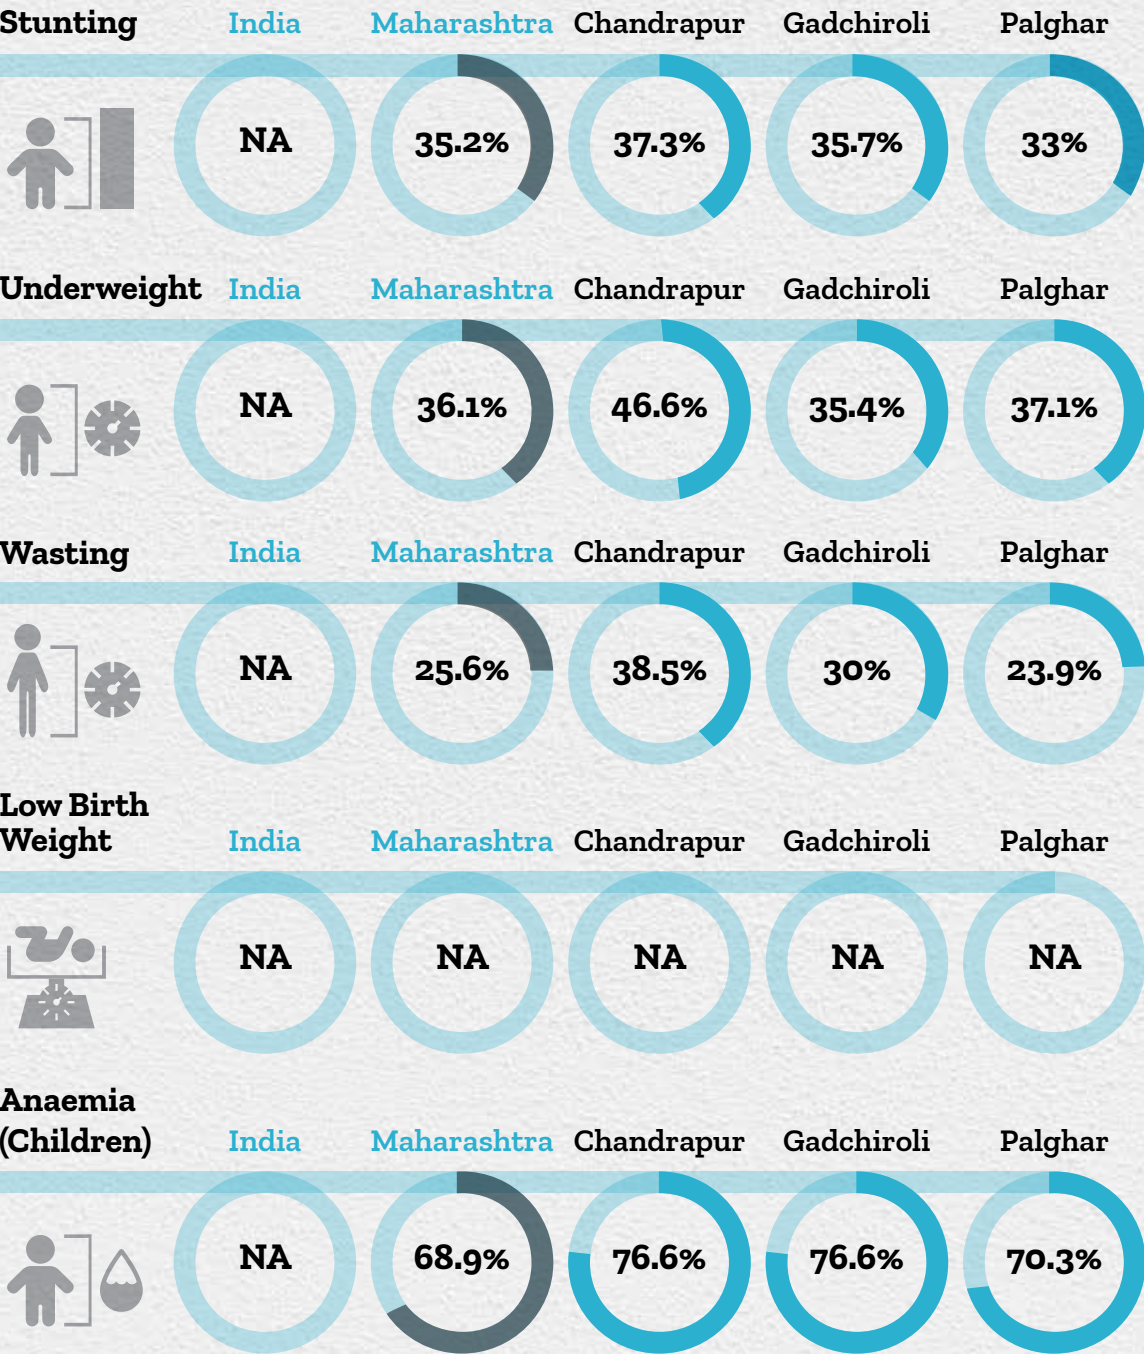 Stunting India Maharashtra Chandrapur Gadchiroli Palghar
NA 35.2% 37.3% 35.7% 33%
Underweight India Maharashtra Chandrapur Gadchiroli Palghar
NA 36.1% 46.6% 35.4% 37.1%
Wasting India Maharashtra Chandrapur Gadchiroli Palghar
NA 25.6% 38.5% 30% 23.9%
Low Birth
Weight India Maharashtra Chandrapur Gadchiroli Palghar
NA NA NA NA NA
Anaemia
(Children) India Maharashtra Chandrapur Gadchiroli Palghar
NA 68.9% 76.6% 76.6% 70.3%